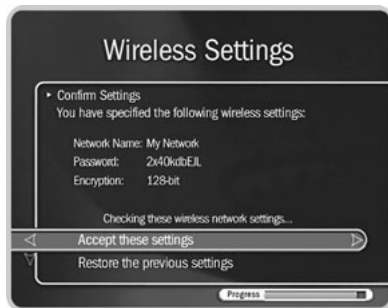 Wireless Settings
Confirm Settings
You have specified the following wireless settings:
Network Name: My Network
Password: 2x40kdbEJL
Encryption: 128-bit
Checking these wireless network settings...
Accept these settings
Restore the previous settings
Progress